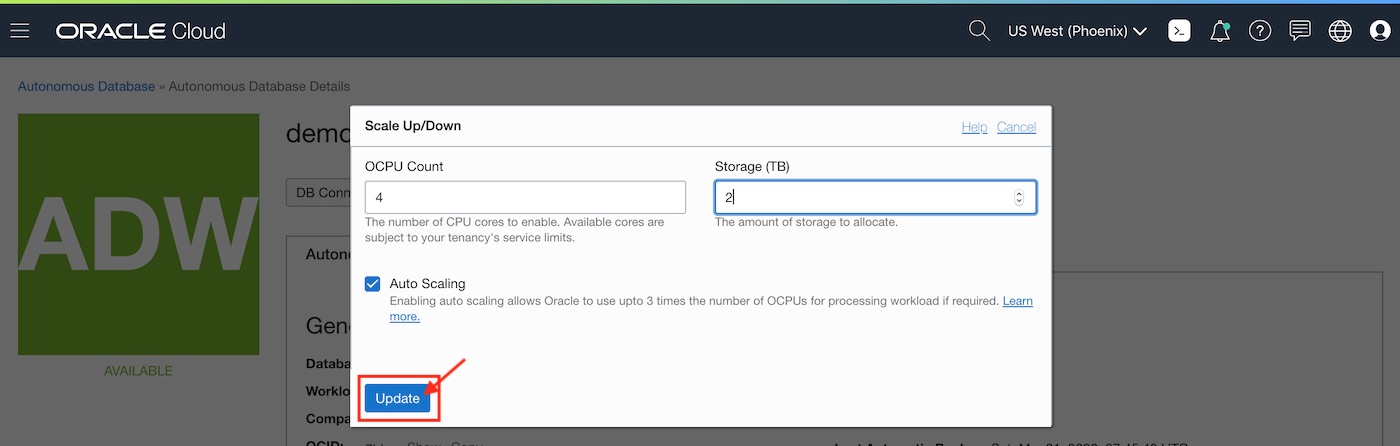 ORACLE Cloud
US West (Phoenix)
Autonomous Database » Autonomous Database Details
ADW
AVAILABLE
demo
DB Conn
Auton
Gene
Databa
Worklo
Compa
Scale Up/Down
Help Cancel
OCPU Count
4
The number of CPU cores to enable. Available cores are
subject to your tenancy's service limits.
Storage (TB)
2
The amount of storage to allocate.
Auto Scaling
Enabling auto scaling allows Oracle to use upto 3 times the number of OCPUs for processing workload if required. Learn
more.
Update